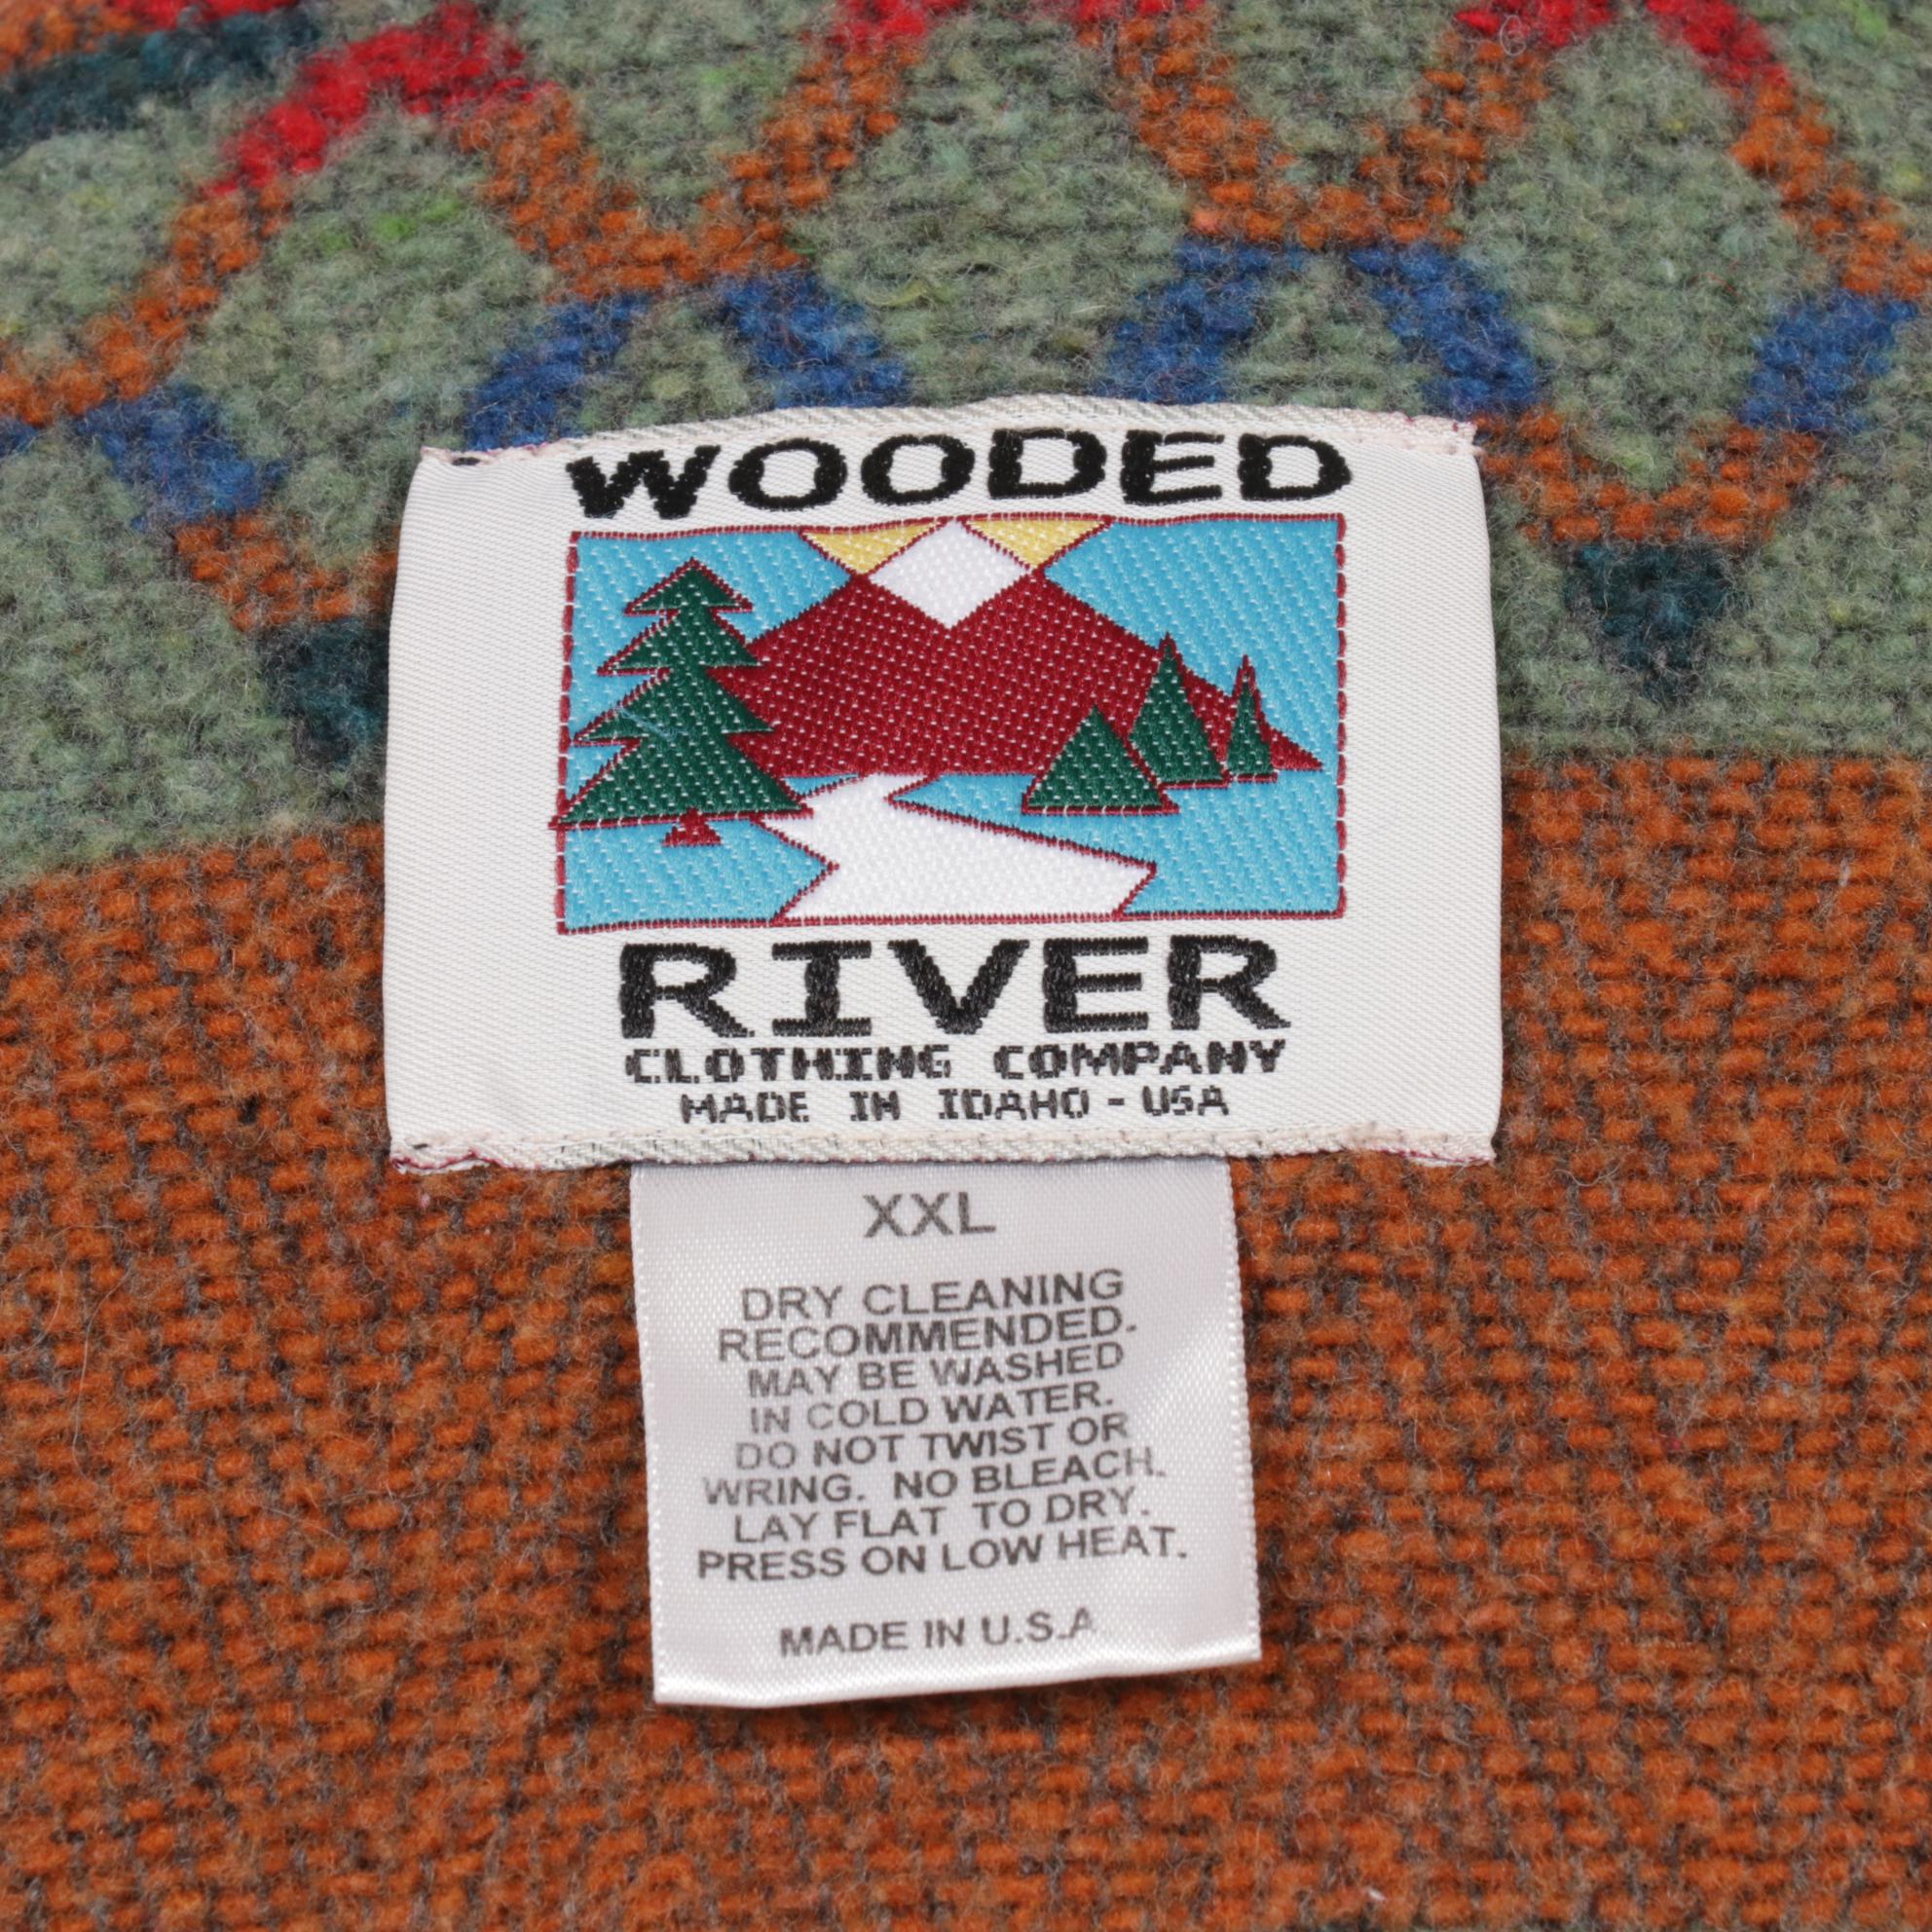 WOODED
RIVER
CLOTHING COMPANY
MADE IN IDAHO - USA
XXL
DRY CLEANING
RECOMMENDED.
MAY BE WASHED
IN COLD WATER.
DO NOT TWIST OR
WRING. NO BLEACH.
LAY FLAT TO DRY.
PRESS ON LOW HEAT.
MADE IN U.S.A